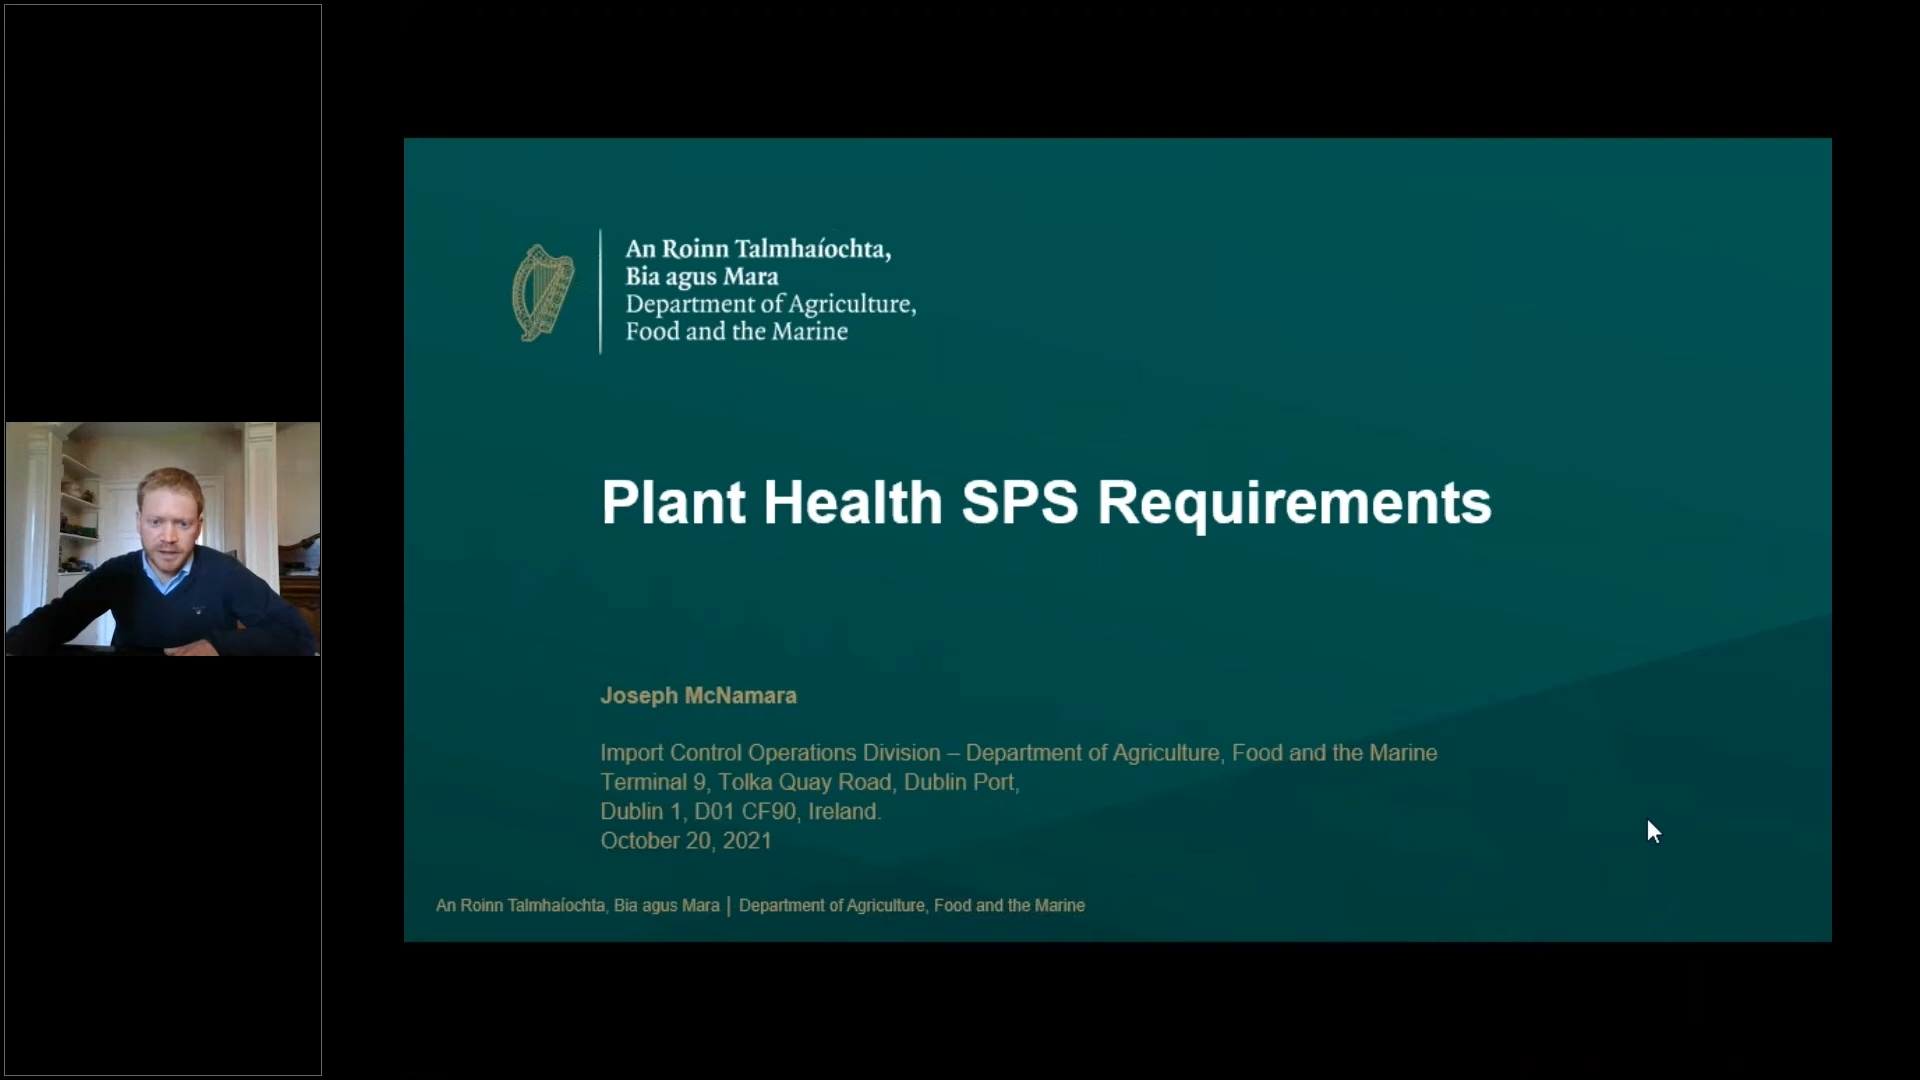 An Roinn Talmhaíochta,
Bia agus Mara
Department of Agriculture,
Food and the Marine
Plant Health SPS Requirements
Joseph McNamara
Import Control Operations Division – Department of Agriculture, Food and the Marine
Terminal 9, Tolka Quay Road, Dublin Port,
Dublin 1, D01 CF90, Ireland.
October 20, 2021
An Roinn Talmhaíochta, Bia agus Mara | Department of Agriculture, Food and the Marine